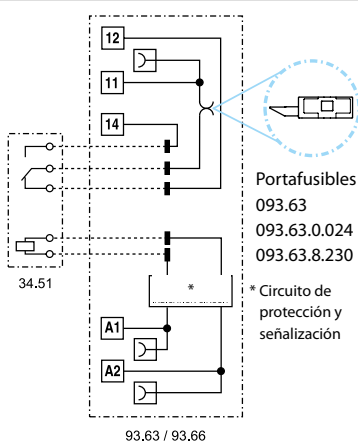 12
11
14
34.51
*
A1
A2
93.63 / 93.66
Portafusibles
093.63
093.63.0.024
093.63.8.230
* Circuito de
protección y
señalización